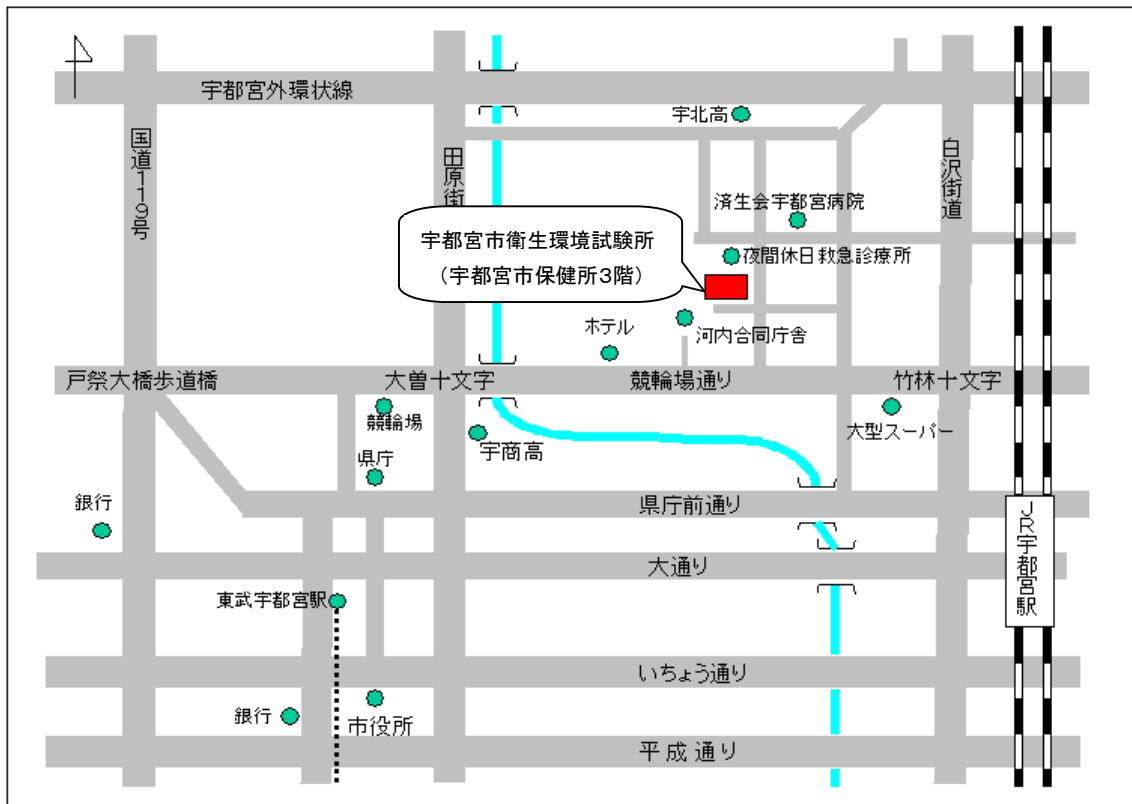 宇都宮外環状線
宇北高
国道119号
田原街
白沢街道
済生会宇都宮病院
宇都宮市衛生環境試験所
（宇都宮市保健所3階）
夜間休日救急診療所
河内合同庁舎
ホテル
戸祭大橋歩道橋
大曽十文字
競輪場通り
竹林十文字
競輪場
宇商高
大型スーパー
県庁
銀行
県庁前通り
JR宇都宮駅
大通り
東武宇都宮駅
いちょう通り
銀行
市役所
平成通り